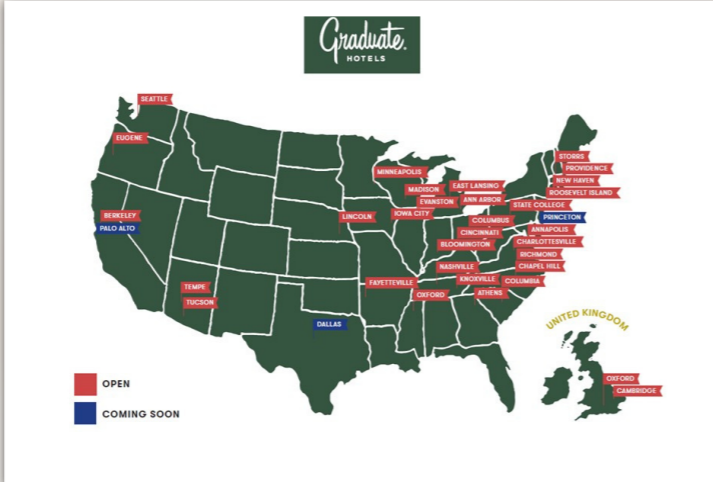 Graduate.
HOTELS
SEATTLE
EUGENE
BERKELEY
PALO ALTO
TEMPE
TUCSON
DALLAS
LINCOLN
MINNEAPOLIS
MADISON
EVANSTON
IOWA CITY
EAST LANSING
ANN ARBOR
COLUMBUS
CINCINNATI
BLOOMINGTON
NASHVILLE
KNOXVILLE
FAYETTEVILLE
OXFORD
ATHENS
COLUMBIA
STORRS
PROVIDENCE
NEW HAVEN
ROOSEVELT ISLAND
STATE COLLEGE
PRINCETON
ANNAPOLIS
CHARLOTTESVILLE
RICHMOND
CHAPEL HILL
UNITED KINGDOM
OXFORD
CAMBRIDGE
OPEN
COMING SOON